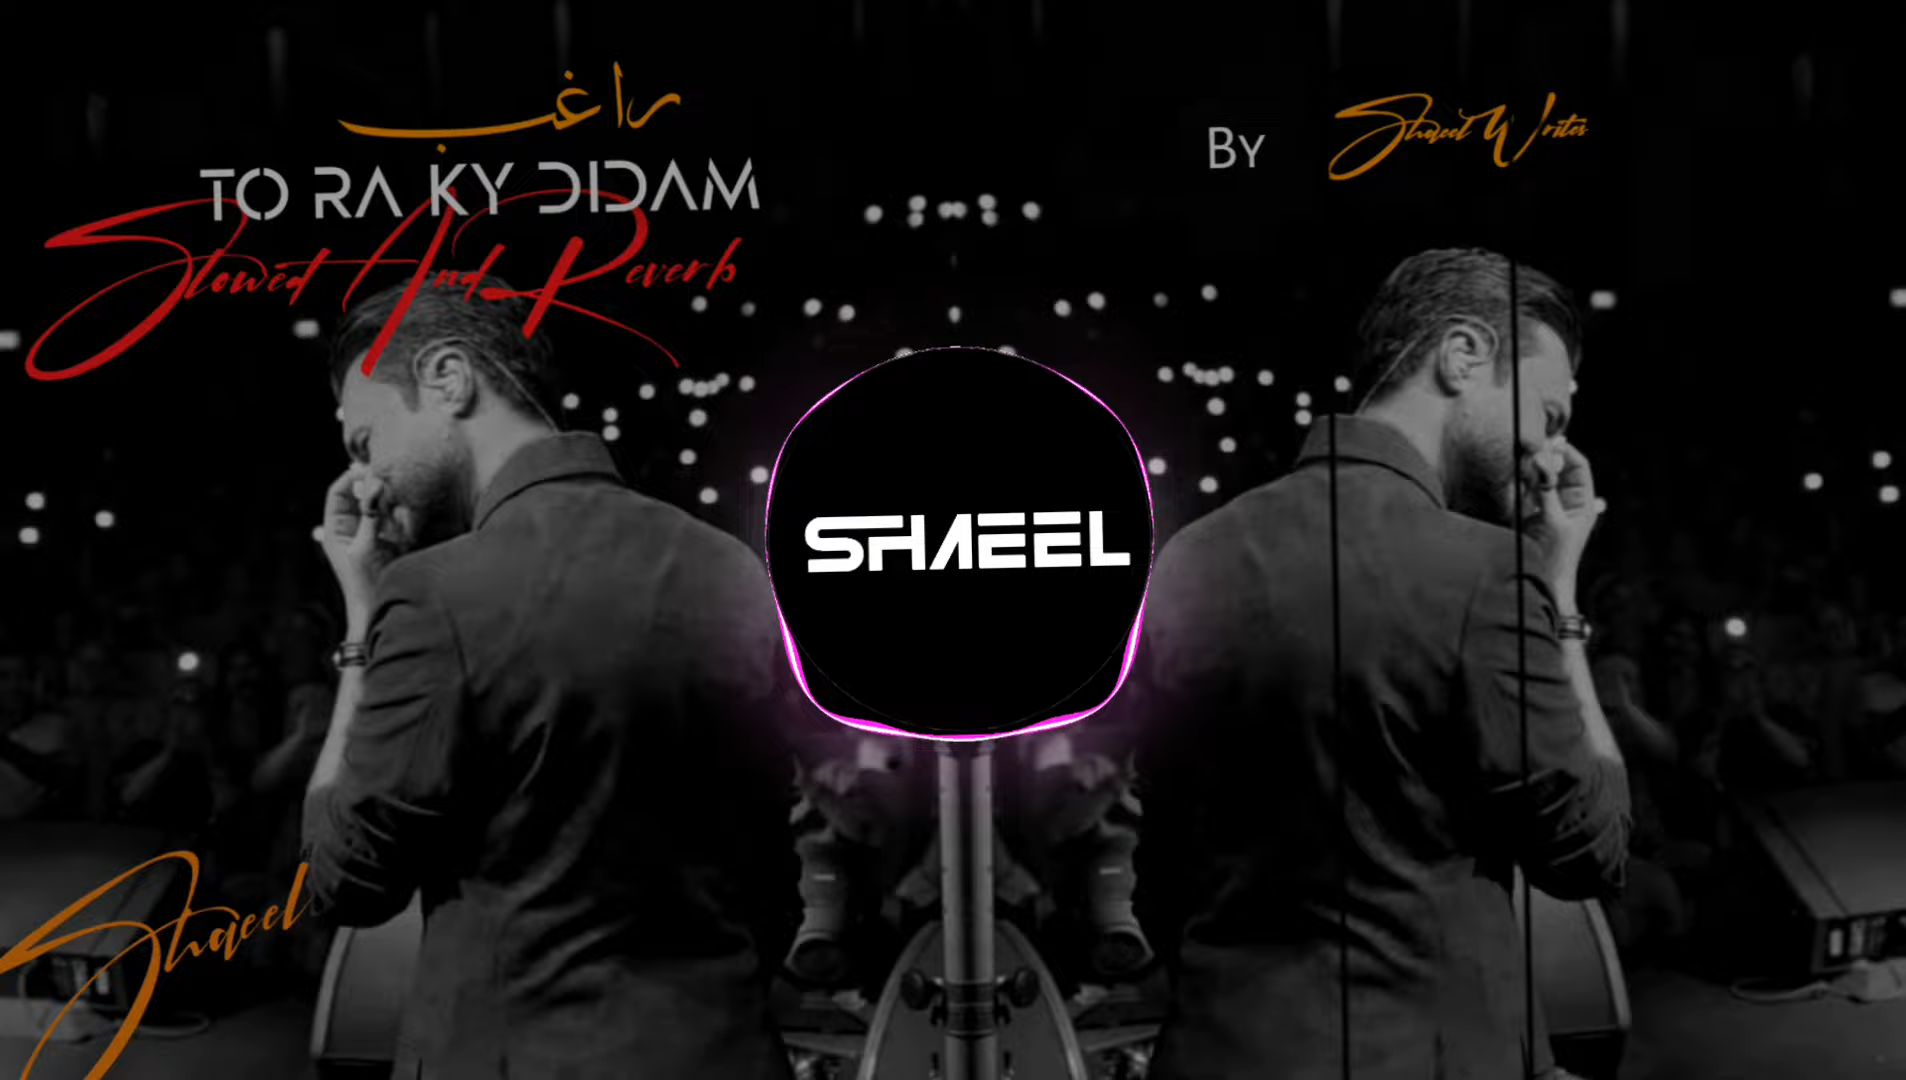 راغب
TO RA KY DIDAM
Slowed And Reverb
By Shaeel Writes
SHAEEL
Shaeel